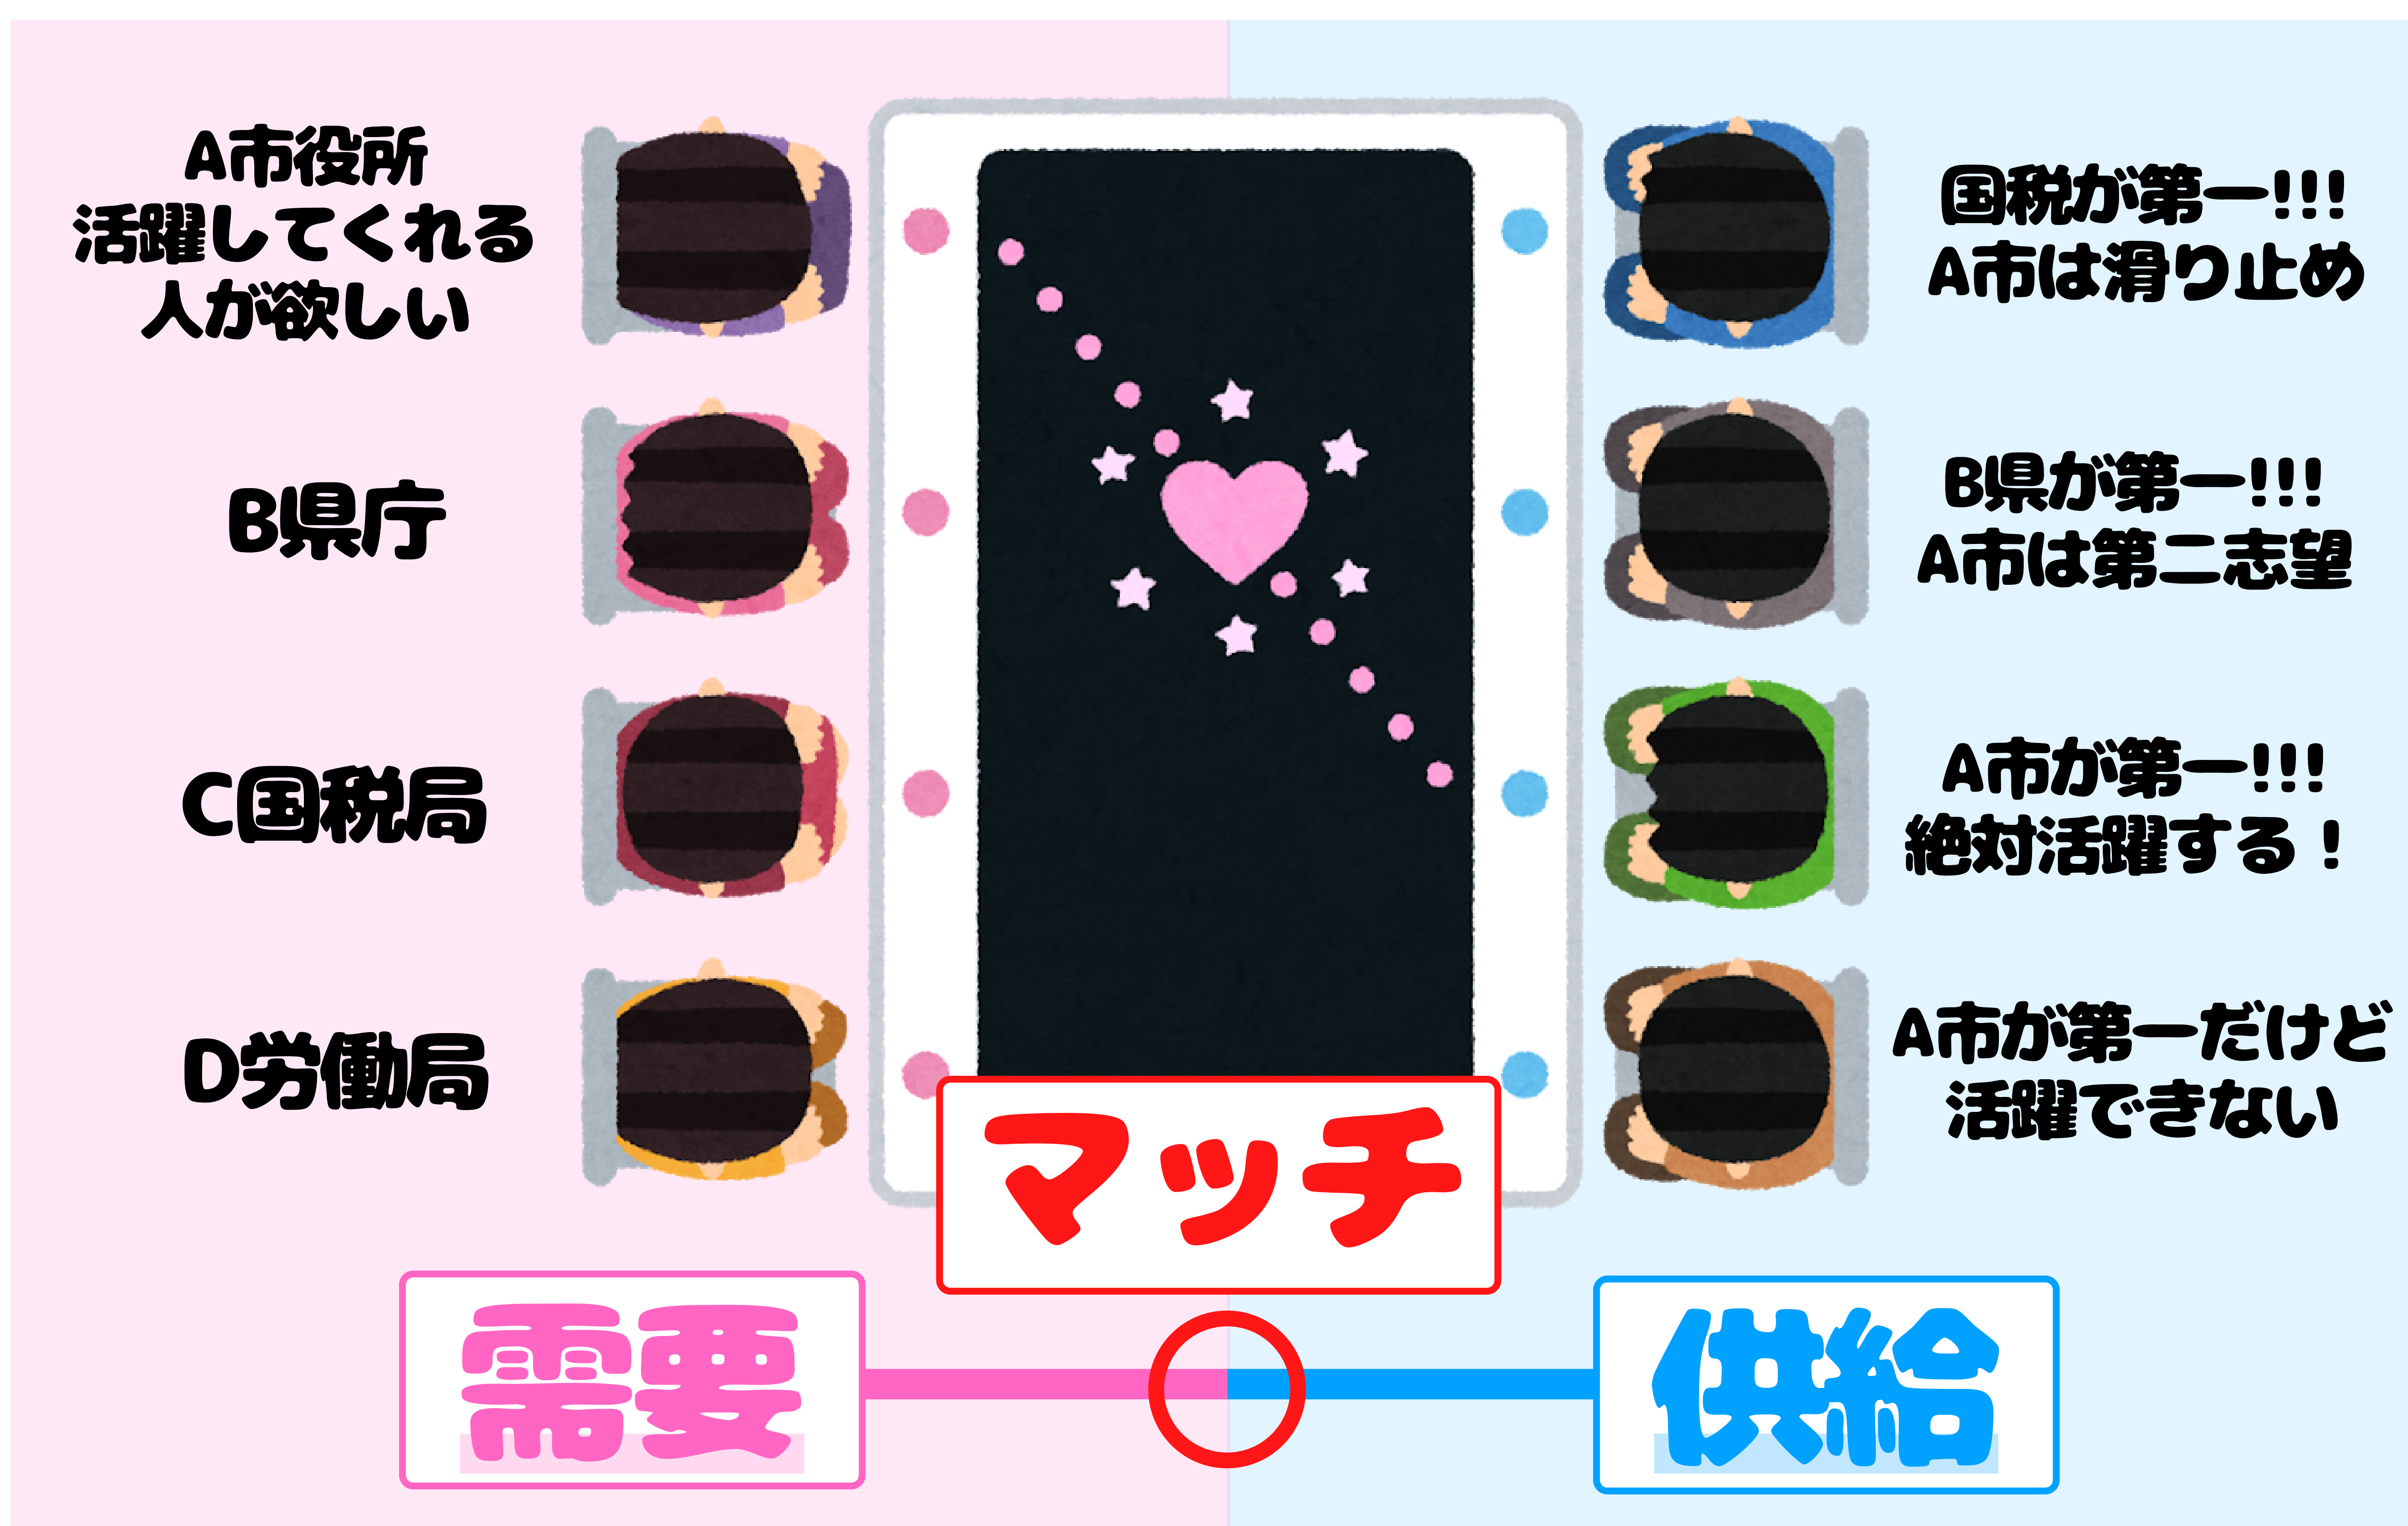 A市役所
活躍してくれる
人が欲しい
B県庁
C国税局
D労働局
国税が第一!!!
A市は滑り止め
B県が第一!!!
A市は第二志望
A市が第一!!!
絶対活躍する！
A市が第一だけど
活躍できない
マッチ
需要
供給